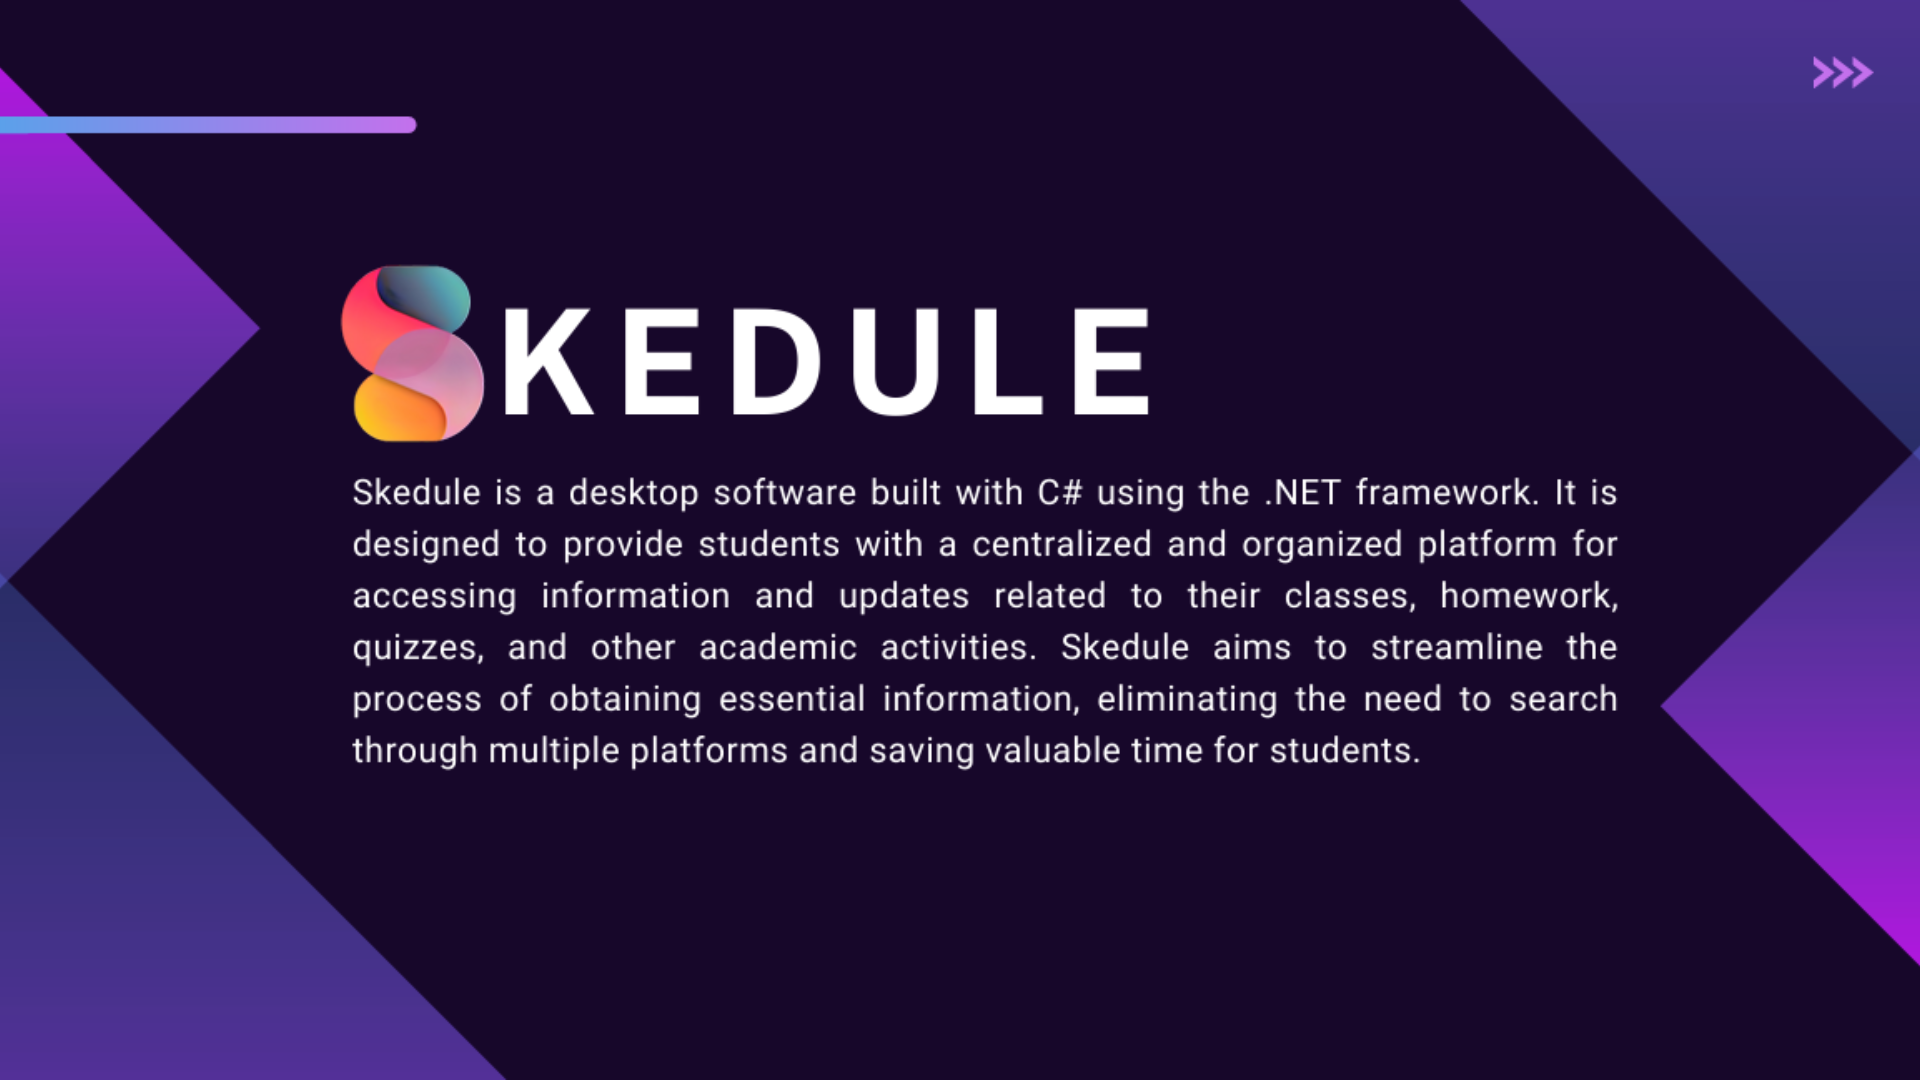 SKEDULE
Skedule is a desktop software built with C# using the .NET framework. It is
designed to provide students with a centralized and organized platform for
accessing information and updates related to their classes, homework,
quizzes, and other academic activities. Skedule aims to streamline the
process of obtaining essential information, eliminating the need to search
through multiple platforms and saving valuable time for students.